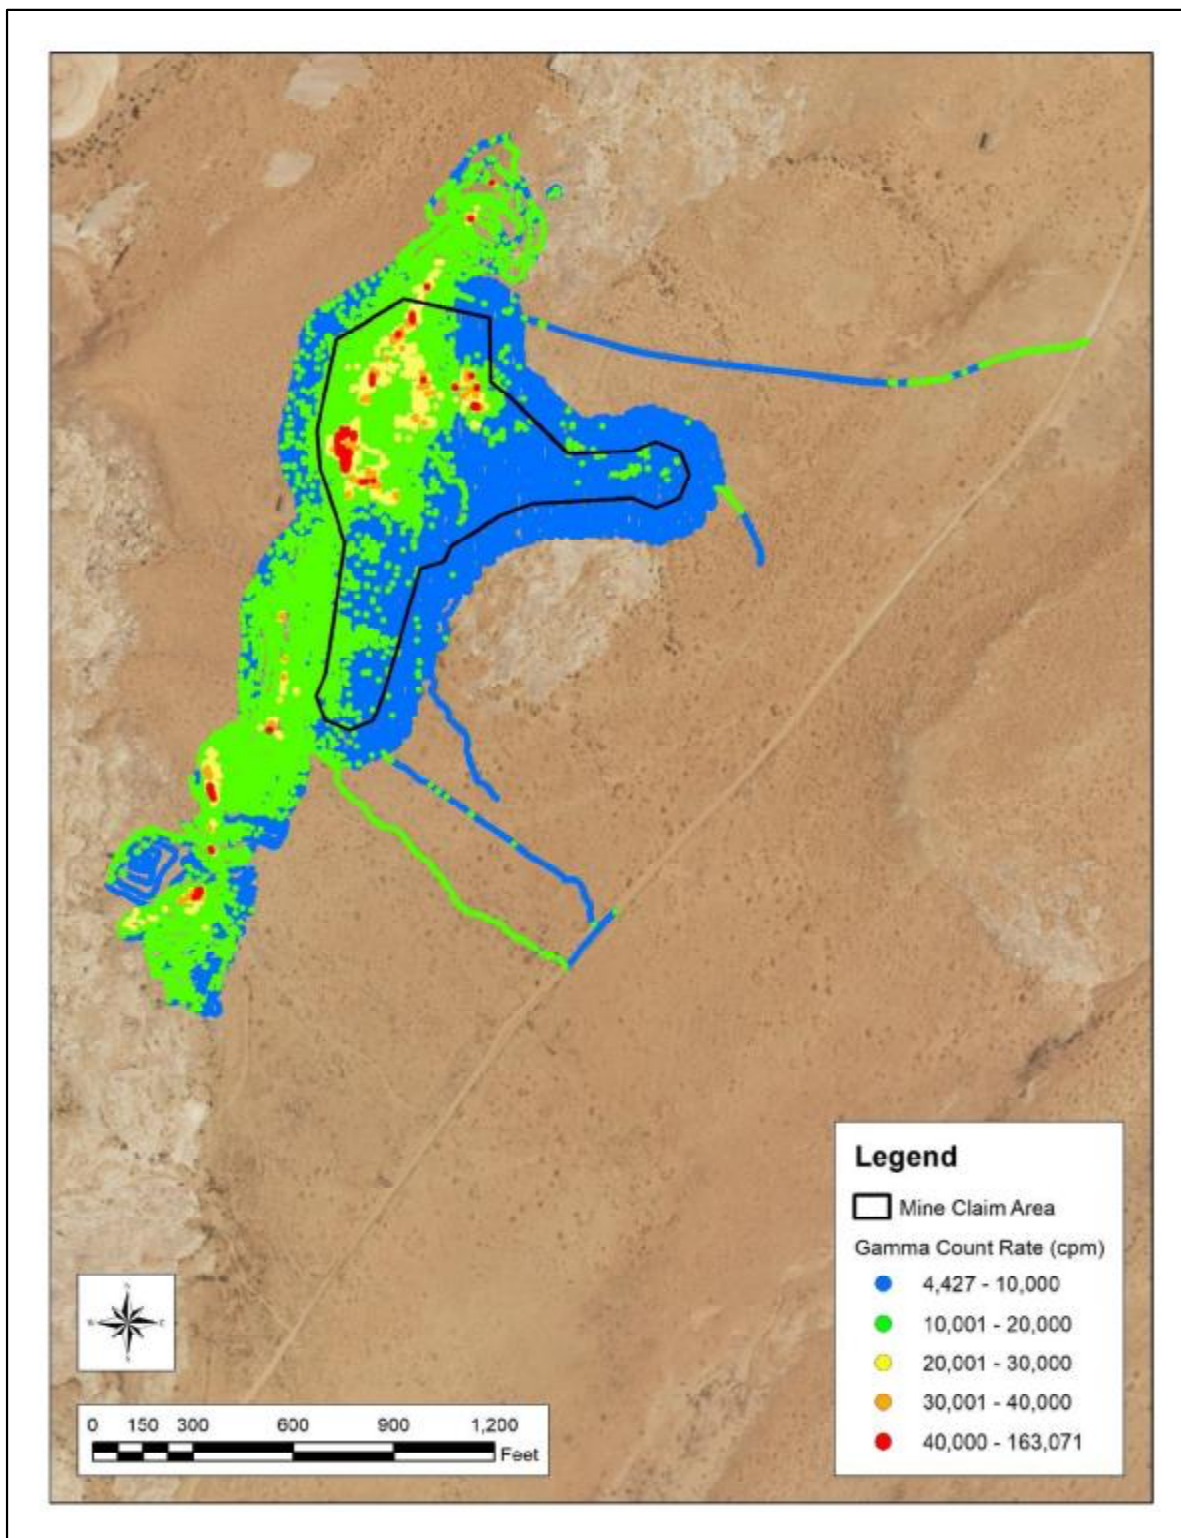 Legend
Mine Claim Area
Gamma Count Rate (cpm)
4,427 - 10,000
10,001 - 20,000
20,001 - 30,000
30,001 - 40,000
40,000 - 163,071
N
W E
S
0 150 300 600 900 1,200
Feet